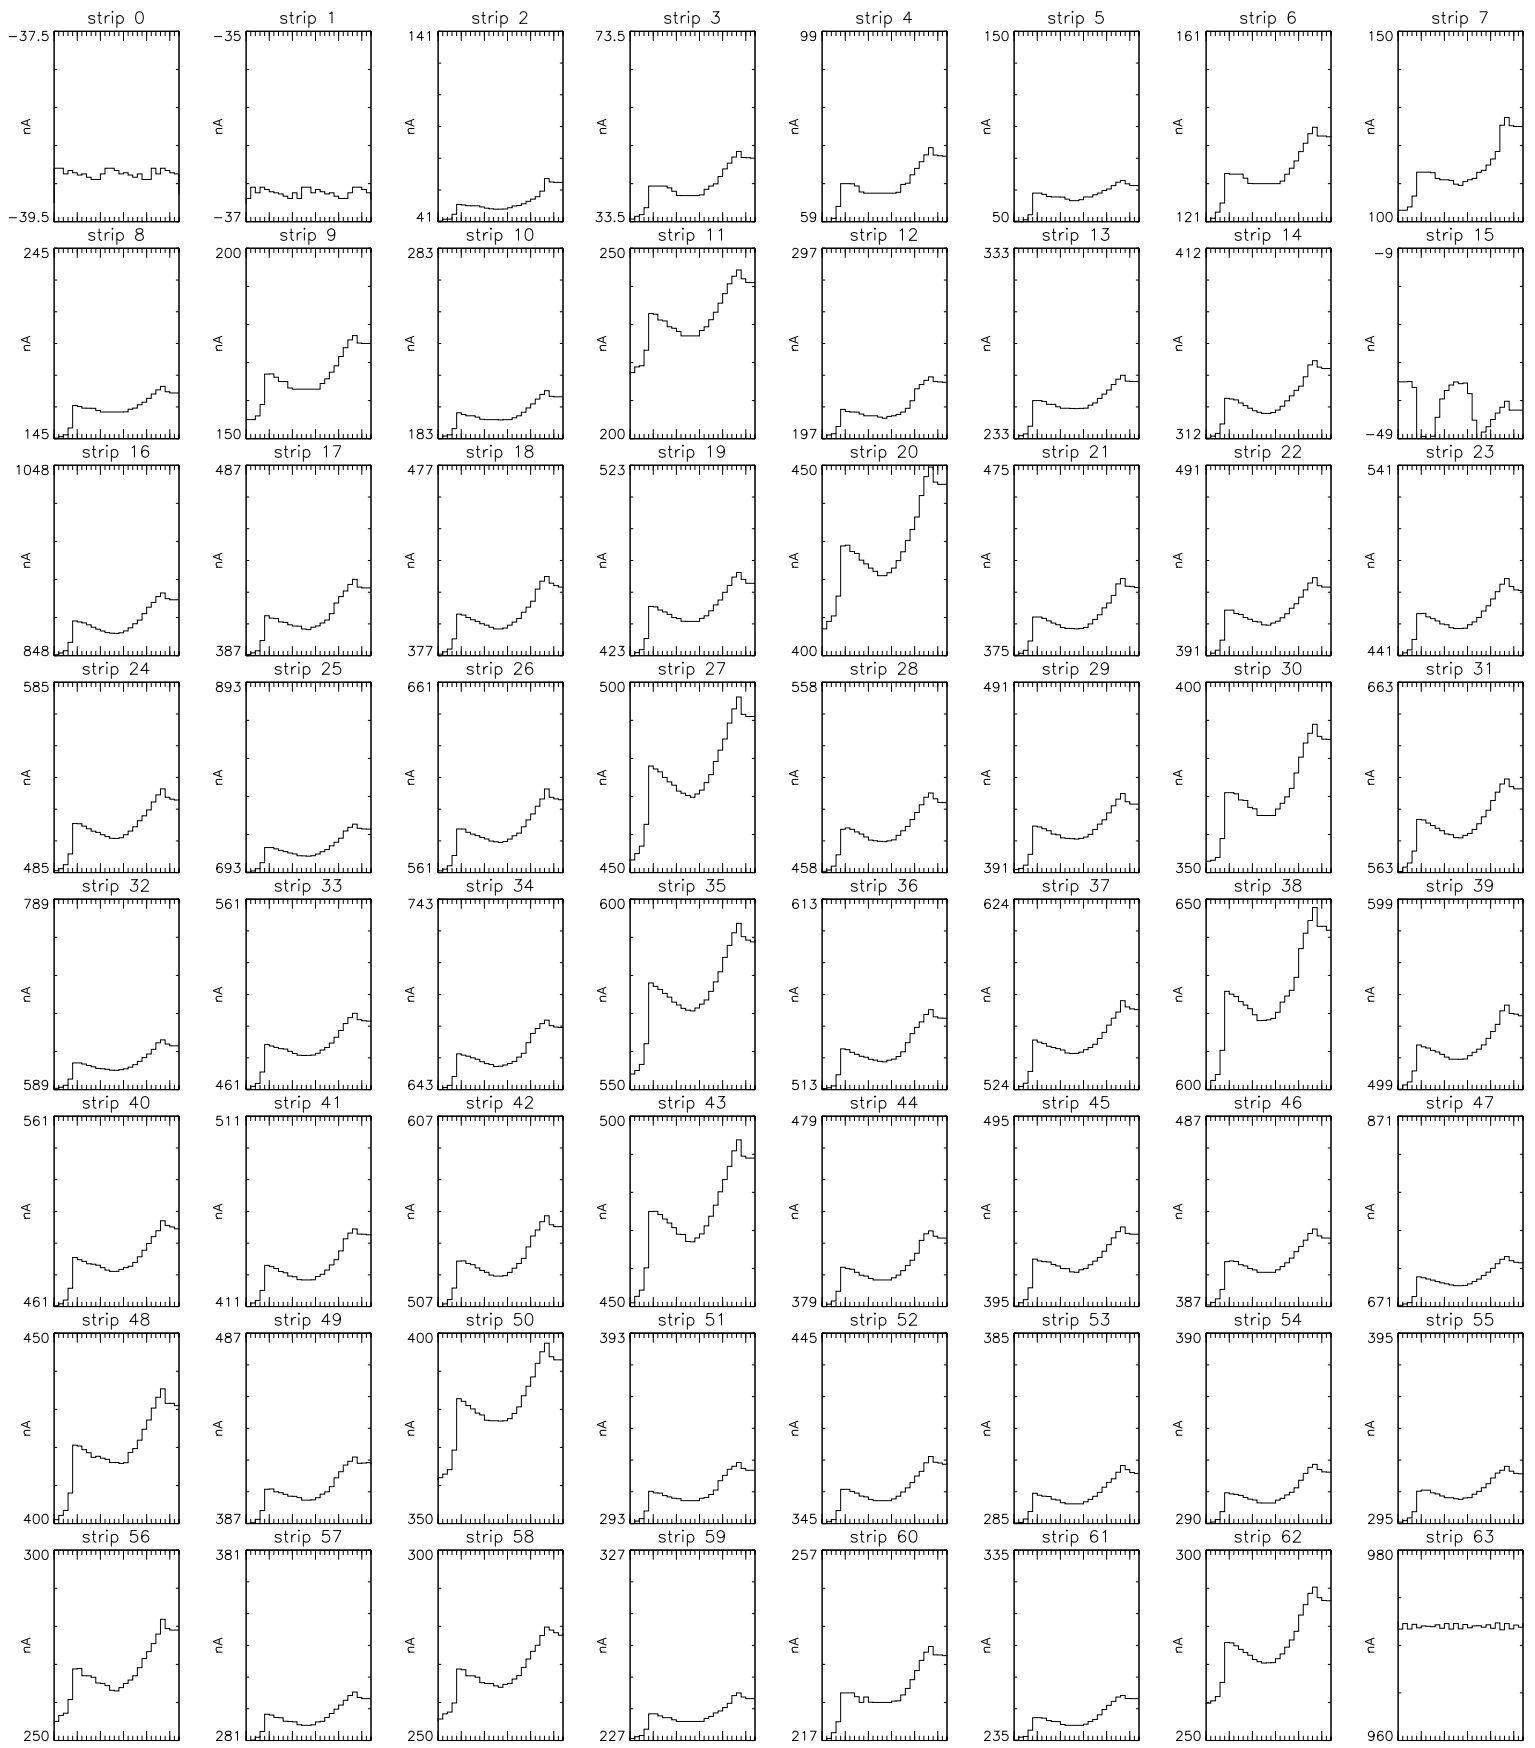 strip 0 strip 1 strip 2 strip 3 strip 4 strip 5 strip 6 strip 7
-37.5 -35 141 73.5 99 150 161 150
nA nA nA nA nA nA nA nA
-39.5 -37 41 33.5 59 50 121 100
strip 8 strip 9 strip 10 strip 11 strip 12 strip 13 strip 14 strip 15
245 200 283 250 297 333 412 -9
nA nA nA nA nA nA nA nA
145 150 183 200 197 233 312 -49
strip 16 strip 17 strip 18 strip 19 strip 20 strip 21 strip 22 strip 23
1048 487 477 523 450 475 491 541
nA nA nA nA nA nA nA nA
848 387 377 423 400 375 391 441
strip 24 strip 25 strip 26 strip 27 strip 28 strip 29 strip 30 strip 31
585 893 661 500 558 491 400 663
nA nA nA nA nA nA nA nA
485 693 561 450 458 391 350 563
strip 32 strip 33 strip 34 strip 35 strip 36 strip 37 strip 38 strip 39
789 561 743 600 613 624 650 599
nA nA nA nA nA nA nA nA
589 461 643 550 513 524 600 499
strip 40 strip 41 strip 42 strip 43 strip 44 strip 45 strip 46 strip 47
561 511 607 500 479 495 487 871
nA nA nA nA nA nA nA nA
461 411 507 450 379 395 387 671
strip 48 strip 49 strip 50 strip 51 strip 52 strip 53 strip 54 strip 55
450 487 400 393 445 385 390 395
nA nA nA nA nA nA nA nA
400 387 350 293 345 285 290 295
strip 56 strip 57 strip 58 strip 59 strip 60 strip 61 strip 62 strip 63
300 381 300 327 257 335 300 980
nA nA nA nA nA nA nA nA
250 281 250 227 217 235 250 960